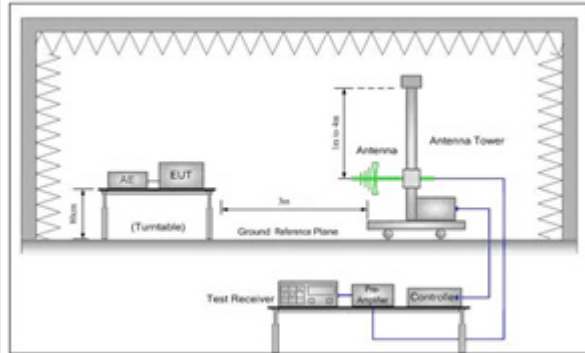 1m to 4m
Antenna
Antenna Tower
AE
EUT
80cm
(Turntable)
3m
Ground Reference Plane
Test Receiver
Pre-
Amplifier
Controller